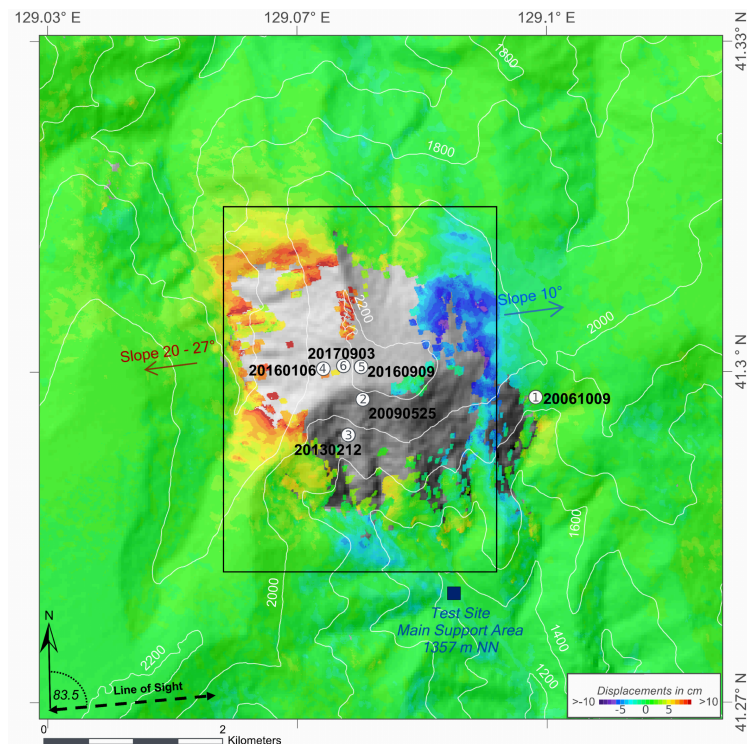 129.03° E
129.07° E
129.1° E
41.33° N
1800
1800
2200
Slope 10°
2000
Slope 20 - 27°
20170903
20160106 4 6 5 20160909
41.3 °
2
1 20061009
20090525
3
20130212
1600
2000
Test Site
Main Support Area
1357 m NN
N
2200
1400
1200
83.5
Line of Sight
Displacements in cm
>-10 -5 0 5 >10
41.27° N
0 2
Kilometers